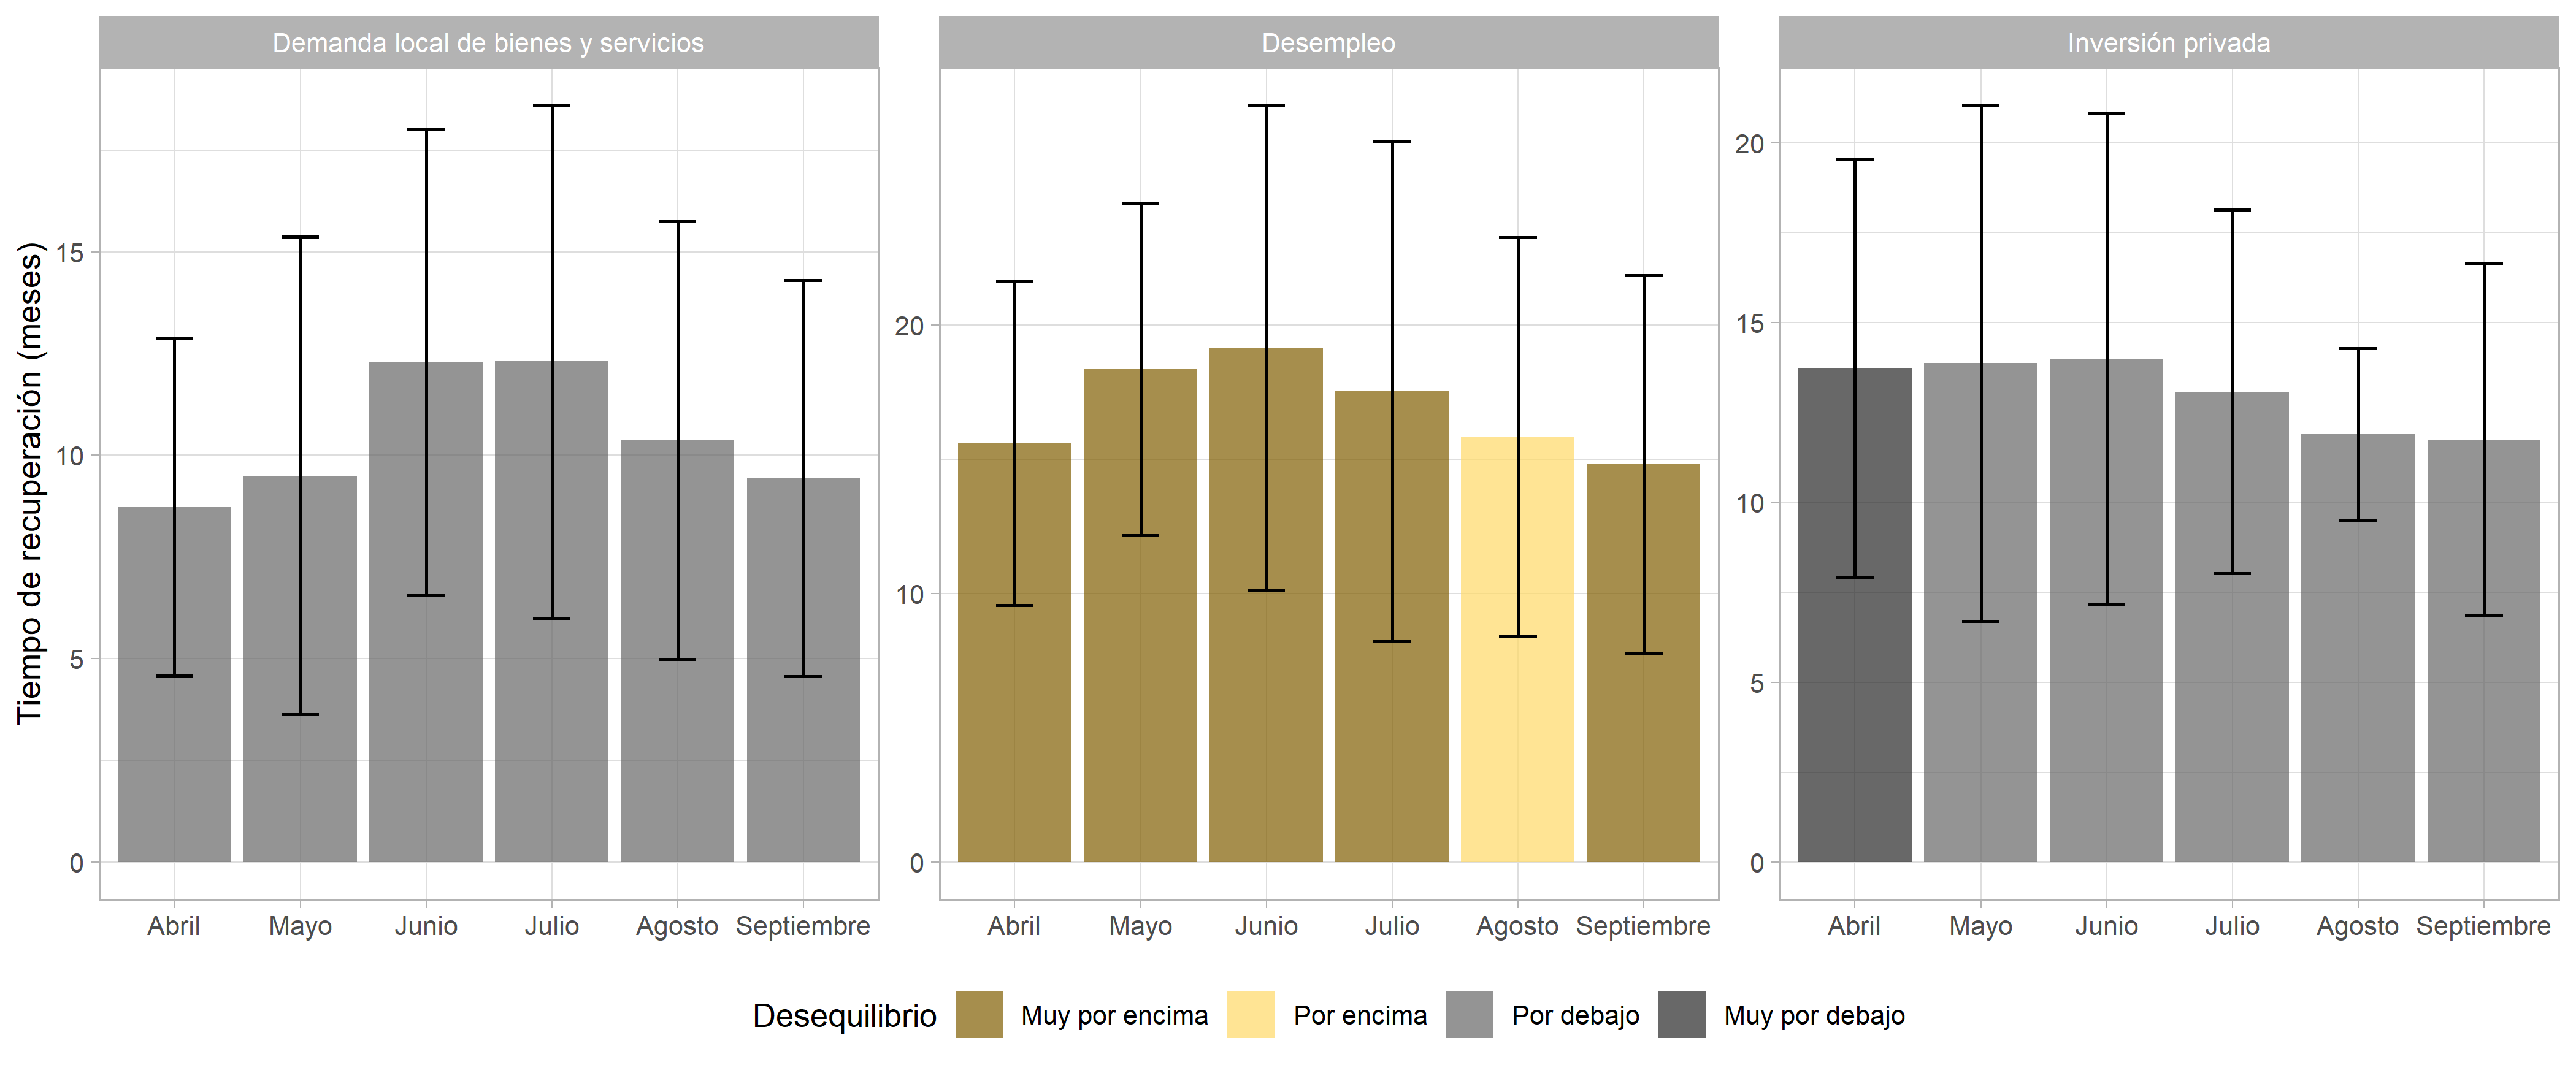 Demanda local de bienes y servicios
Desempleo
Inversión privada
Tiempo de recuperación (meses)
15
10
5
0
20
10
0
20
15
10
5
0
Abril Mayo Junio Julio Agosto Septiembre
Abril Mayo Junio Julio Agosto Septiembre
Abril Mayo Junio Julio Agosto Septiembre
Desequilibrio Muy por encima Por encima Por debajo Muy por debajo